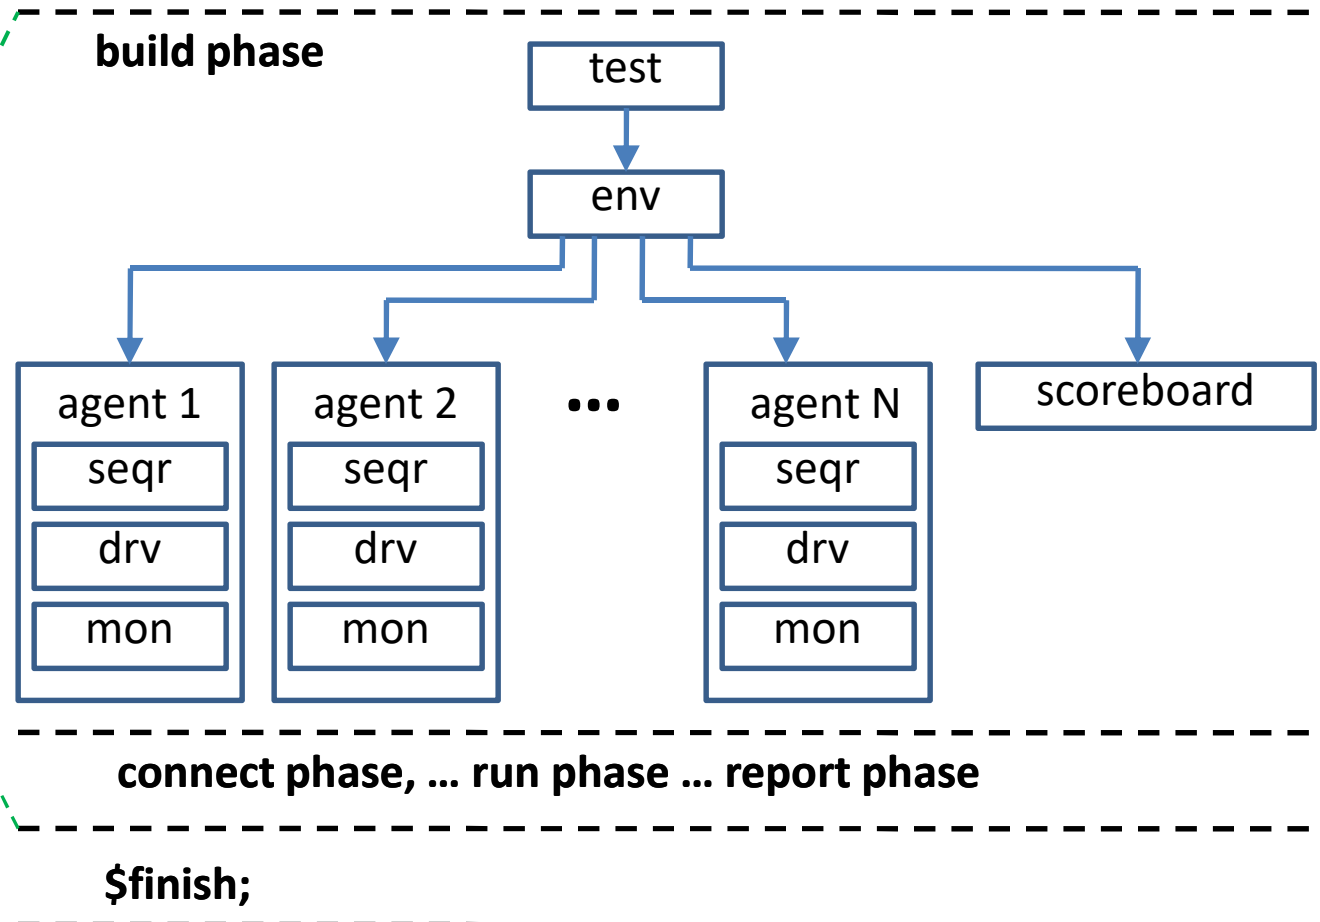 build phase
test
env
agent 1
seqr
drv
mon
agent 2
seqr
drv
mon
...
agent N
seqr
drv
mon
scoreboard
connect phase, ... run phase ... report phase
$finish;